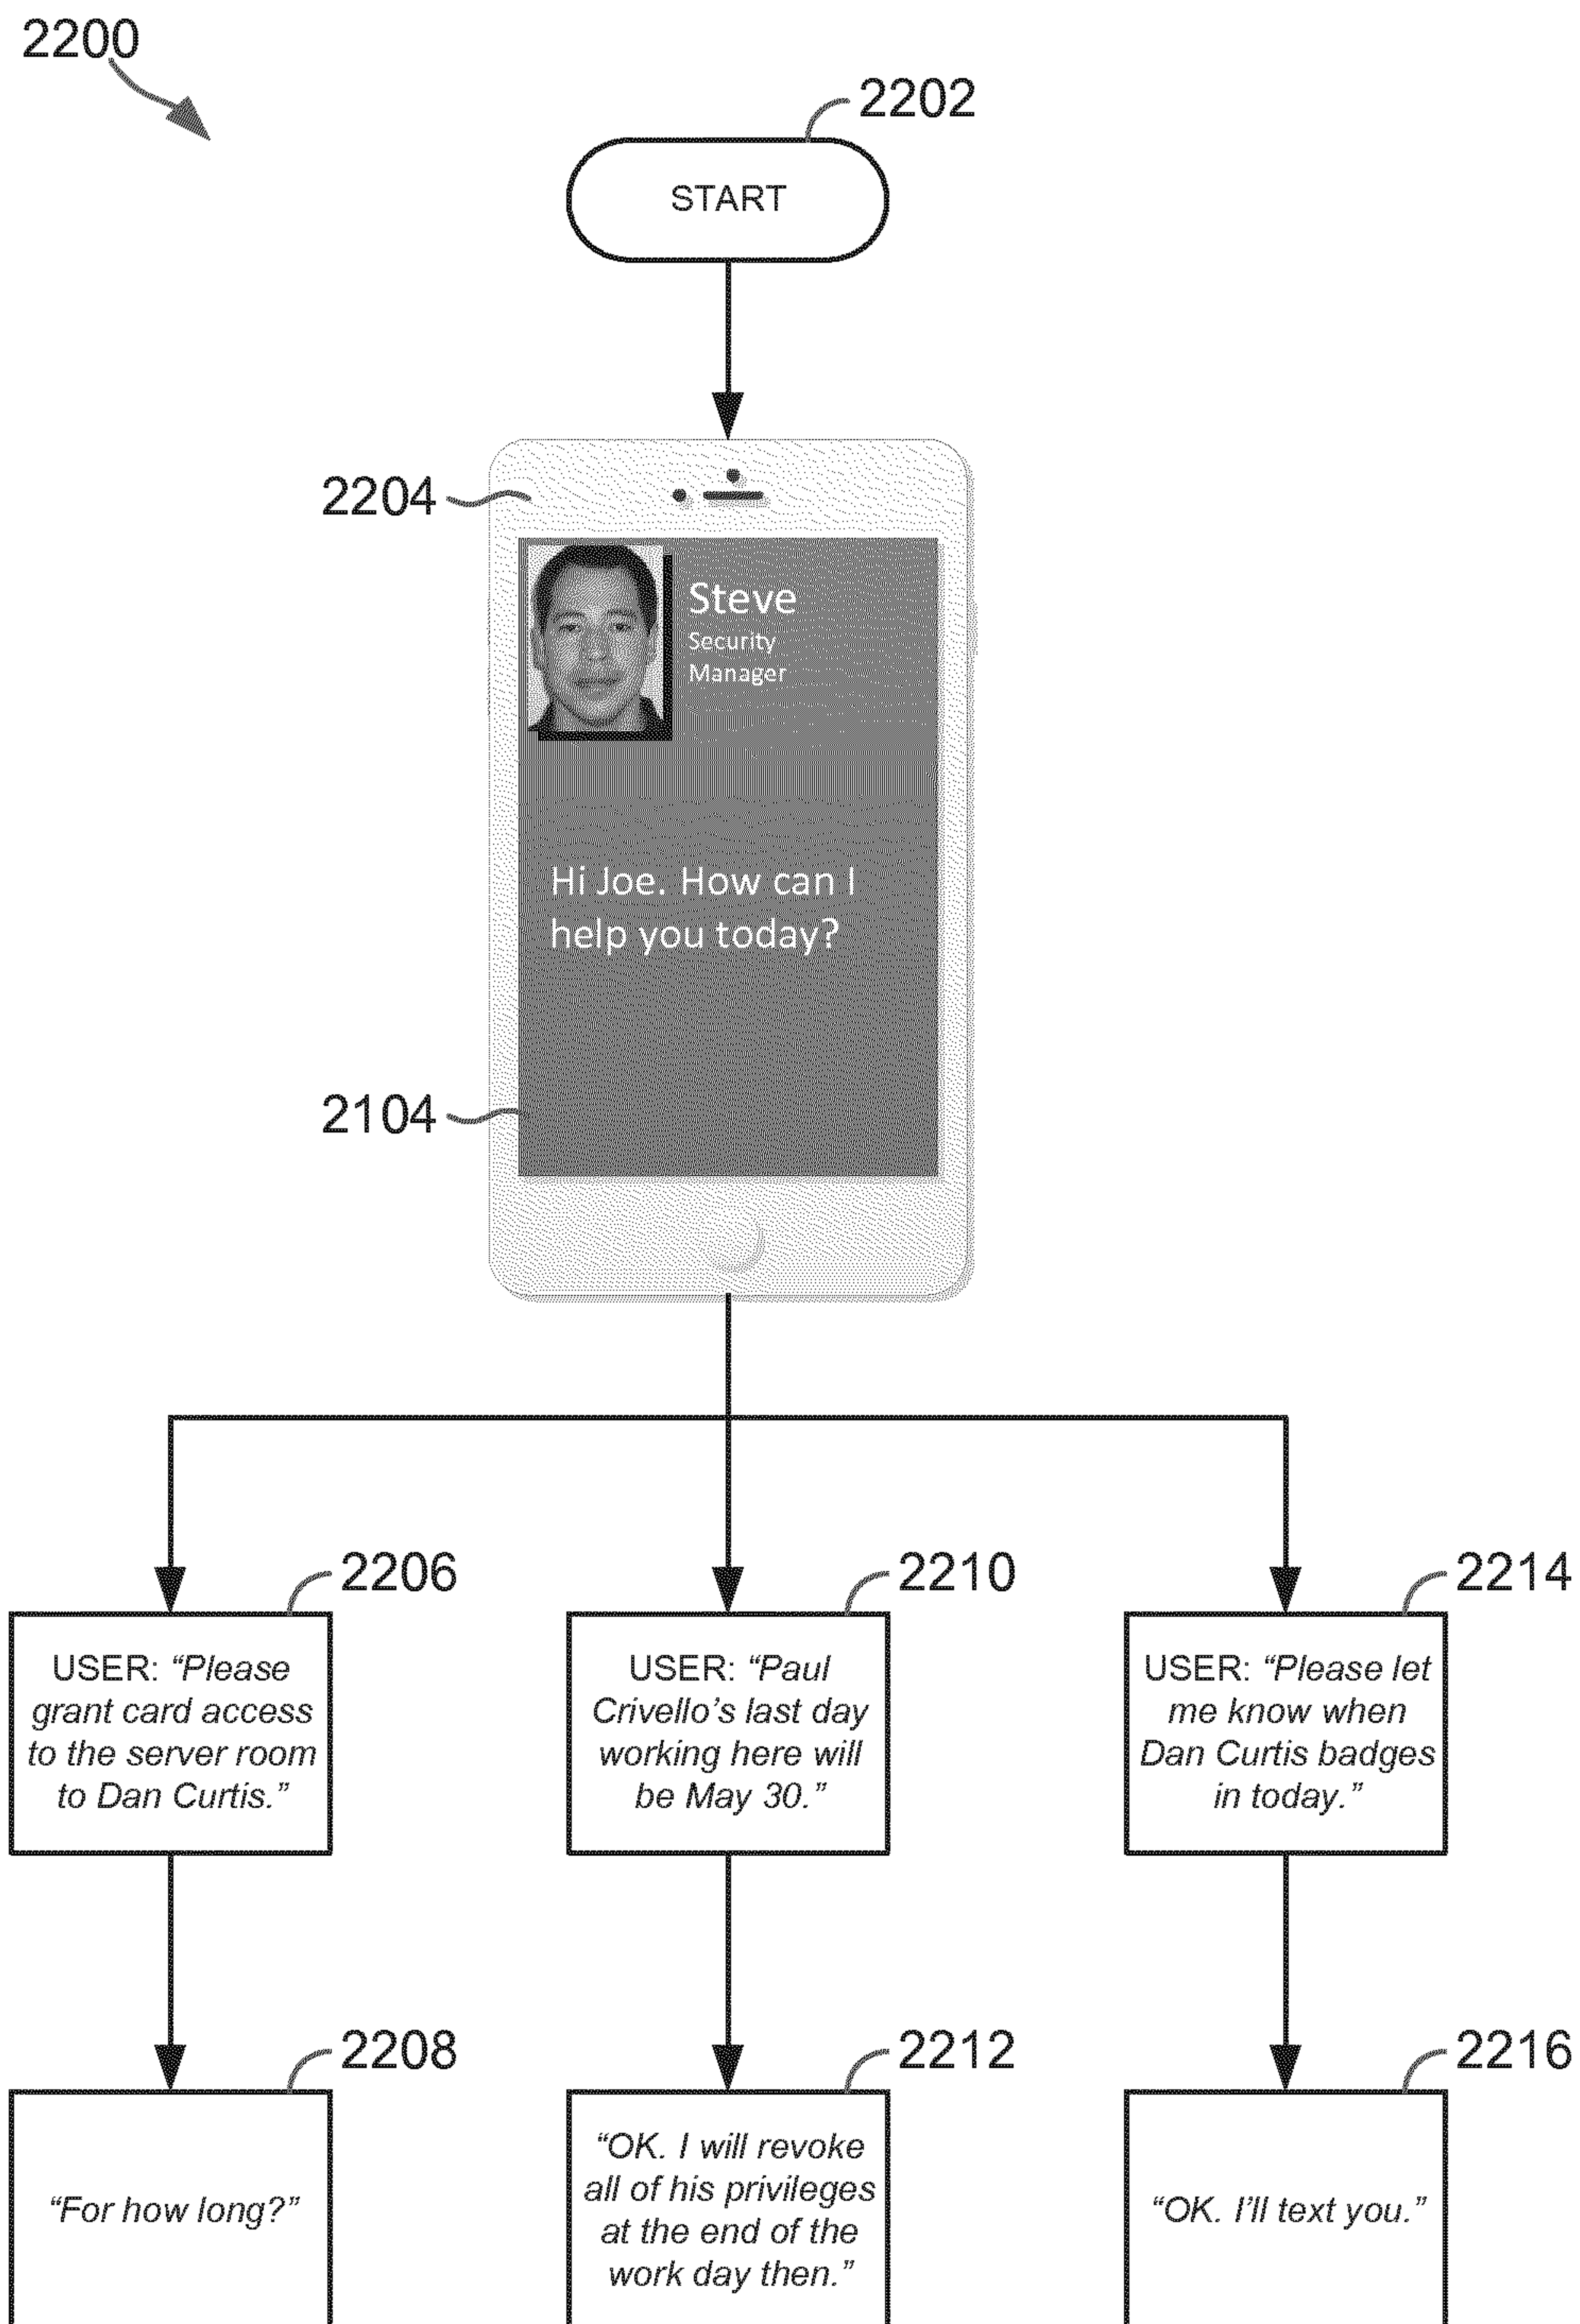 2200
2202
START
2204
Steve
Security
Manager
Hi Joe. How can I
help you today?
2104
2206
2210
2214
USER: “Please
grant card access
to the server room
to Dan Curtis.”
USER: “Paul
Crivello’s last day
working here will
be May 30.”
USER: “Please let
me know when
Dan Curtis badges
in today.”
2208
2212
2216
“For how long?”
“OK. I will revoke
all of his privileges
at the end of the
work day then.”
“OK. I’ll text you.”